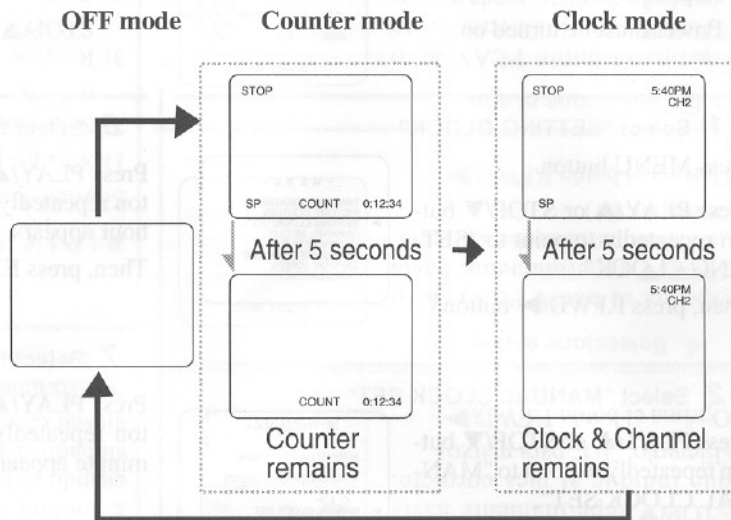 OFF mode
Counter mode
Clock mode
STOP
SP COUNT 0:12:34
After 5 seconds
COUNT 0:12:34
Counter
remains
STOP 5:40PM
CH2
SP
After 5 seconds
5:40PM
CH2
Clock & Channel
remains